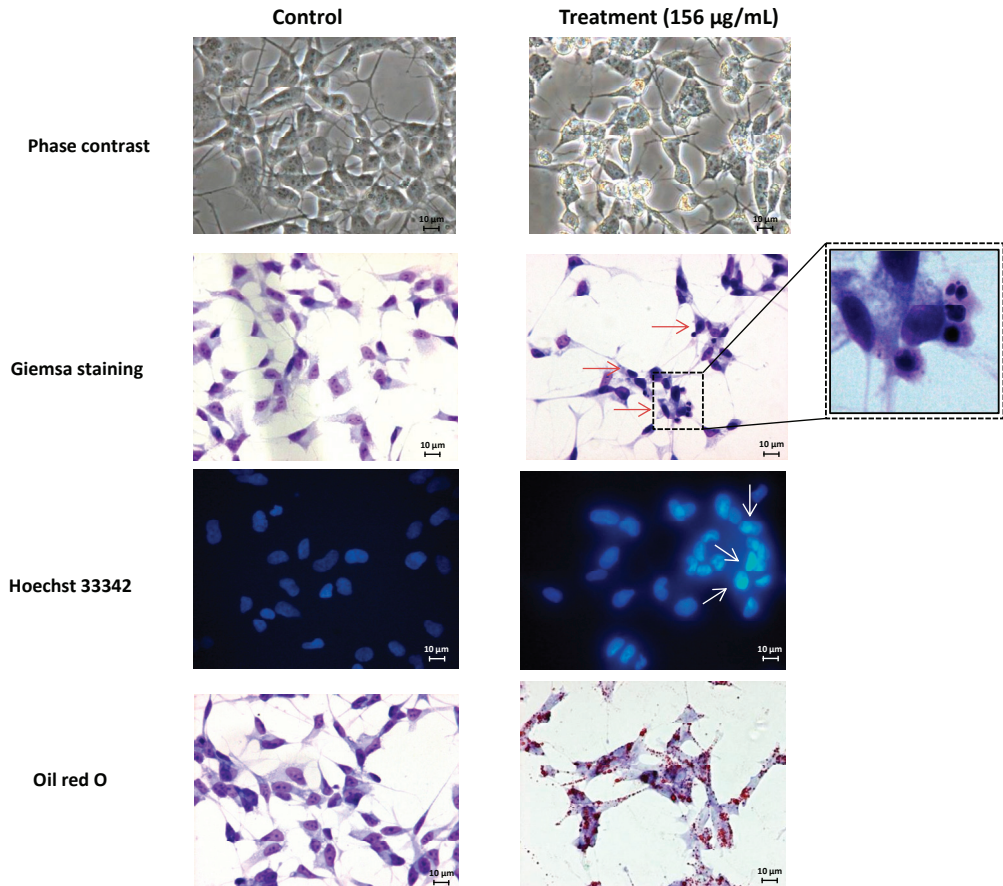 Control
Treatment (156 µg/mL)
Phase contrast
10 µm
10 µm
Giemsa staining
10 µm
10 µm
Hoechst 33342
10 µm
10 µm
Oil red O
10 µm
10 µm